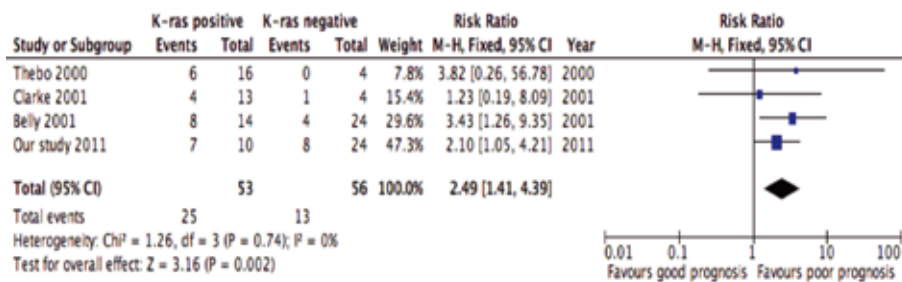 K-ras positive K-ras negative Risk Ratio Risk Ratio
Study or Subgroup Events Total Events Total Weight M-H, Fixed, 95% CI Year M-H, Fixed, 95% CI
Thebo 2000 6 16 0 4 7.8% 3.82 [0.26, 56.78] 2000
Clarke 2001 4 13 1 4 15.4% 1.23 [0.19, 8.09] 2001
Belly 2001 8 14 4 24 29.6% 3.43 [1.26, 9.35] 2001
Our study 2011 7 10 8 24 47.3% 2.10 [1.05, 4.21] 2011
Total (95% CI) 53 56 100.0% 2.49 [1.41, 4.39]
Total events 25 13
Heterogeneity: Chi² = 1.26, df = 3 (P = 0.74); I² = 0%
Test for overall effect: Z = 3.16 (P = 0.002)
0.01 0.1 1 10 100
Favours good prognosis Favours poor prognosis